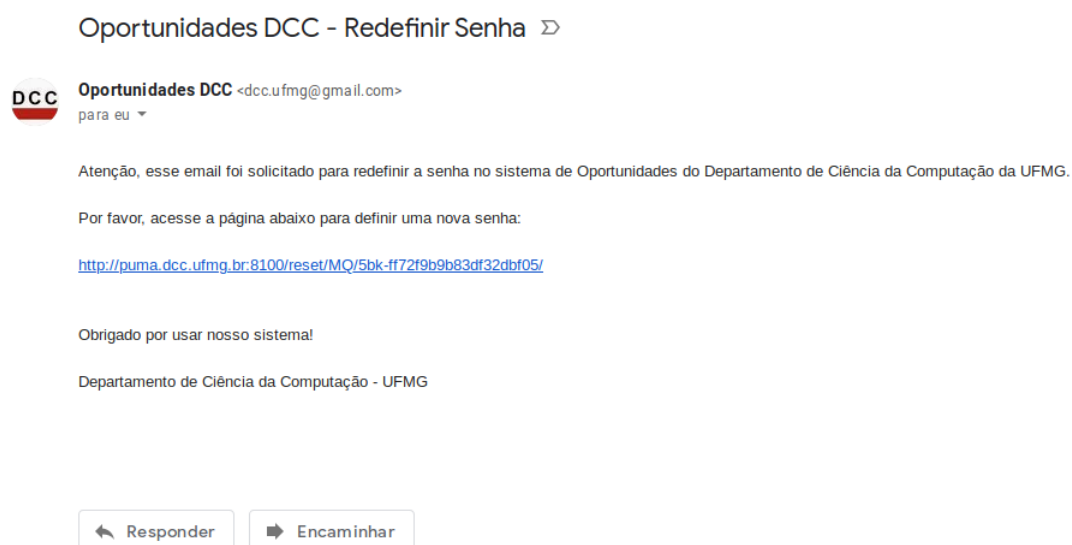 Oportunidades DCC - Redefinir Senha
DCC
Oportunidades DCC <dcc.ufmg@gmail.com>
para eu
Atenção, esse email foi solicitado para redefinir a senha no sistema de Oportunidades do Departamento de Ciência da Computação da UFMG.
Por favor, acesse a página abaixo para definir uma nova senha:
http://puma.dcc.ufmg.br:8100/reset/MQ/5bk-ff72f9b9b83df32dbf05/
Obrigado por usar nosso sistema!
Departamento de Ciência da Computação - UFMG
Responder
Encaminhar